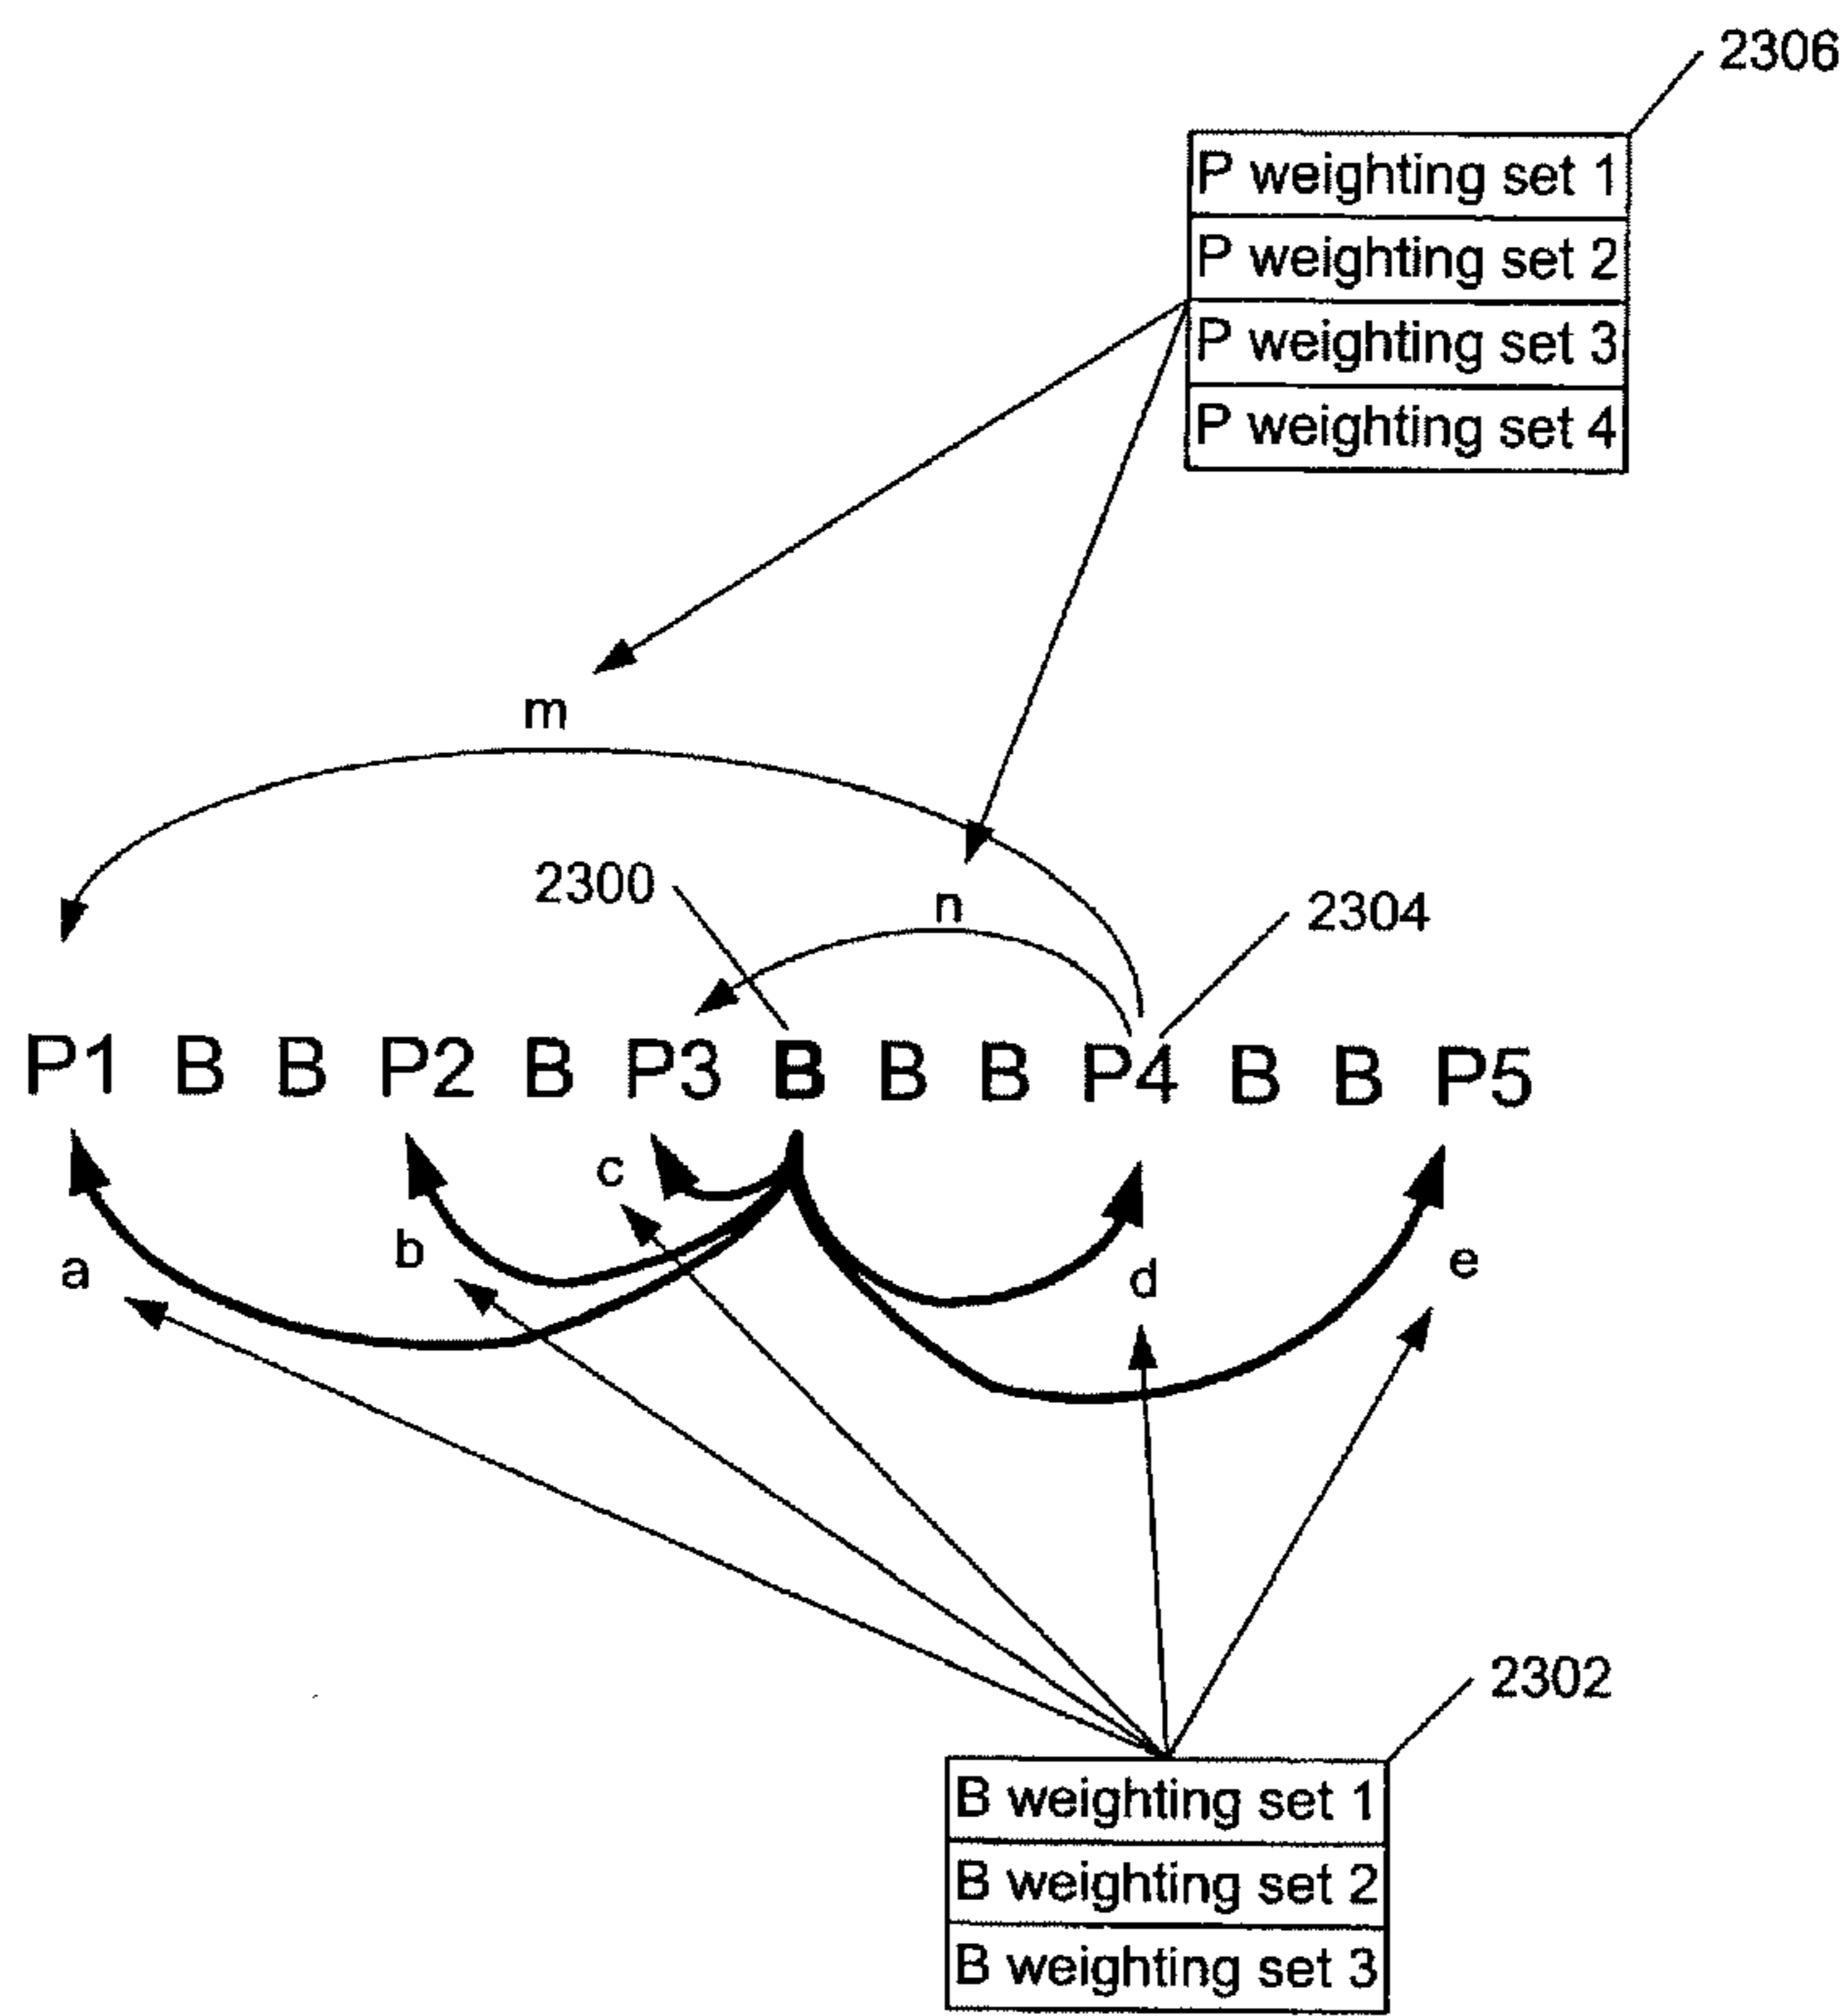 2306
P weighting set 1
P weighting set 2
P weighting set 3
P weighting set 4
m
2300
n
2304
P1 B B P2 B P3 B B B P4 B B P5
c
b
a
d
e
2302
B weighting set 1
B weighting set 2
B weighting set 3